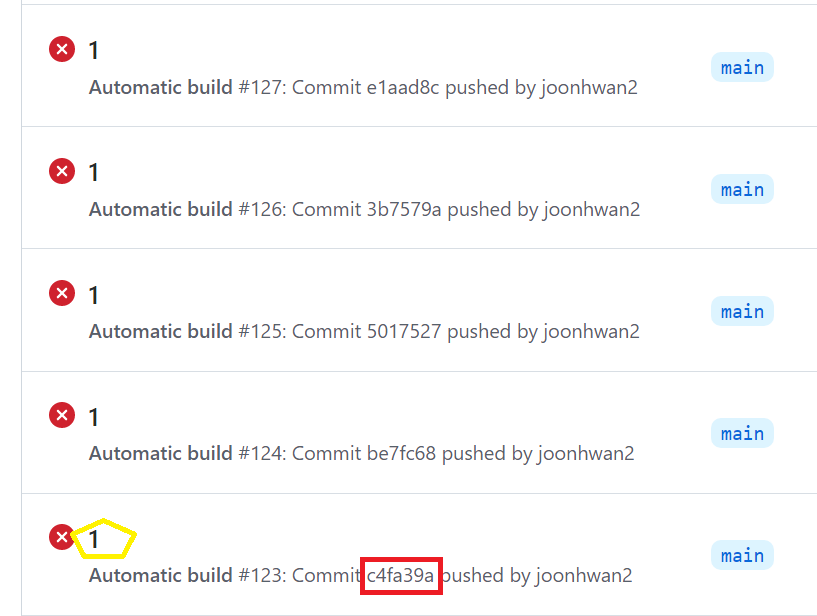 1
main
Automatic build #127: Commit e1aad8c pushed by joonhwan2
1
main
Automatic build #126: Commit 3b7579a pushed by joonhwan2
1
main
Automatic build #125: Commit 5017527 pushed by joonhwan2
1
main
Automatic build #124: Commit be7fc68 pushed by joonhwan2
1
main
Automatic build #123: Commit c4fa39a pushed by joonhwan2